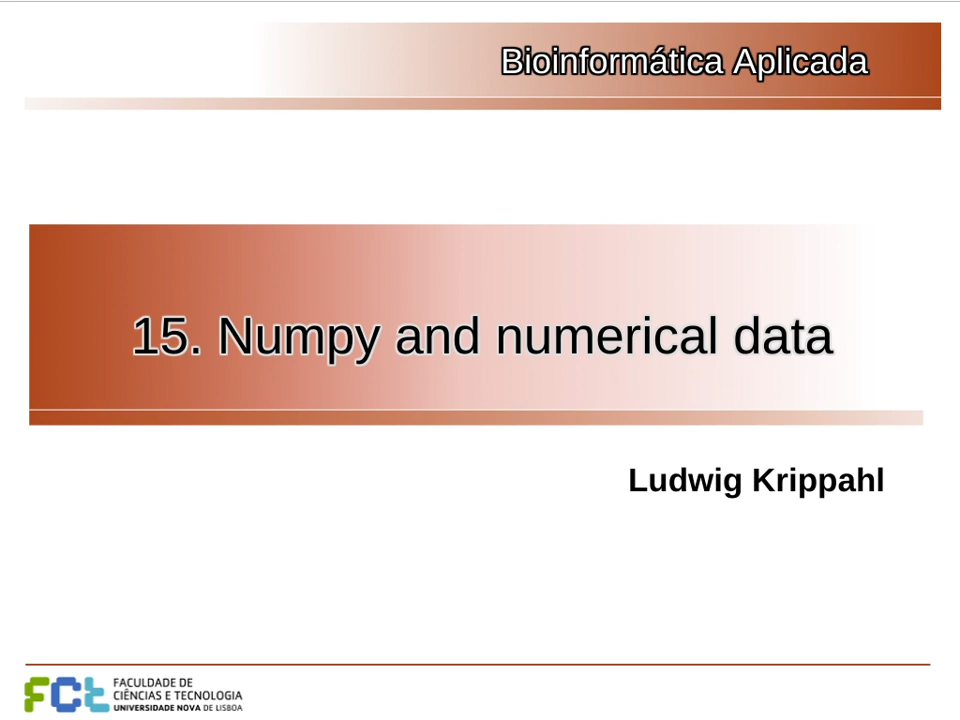 Bioinformática Aplicada
15. Numpy and numerical data
Ludwig Krippahl
FCt
FACULDADE DE
CIÊNCIAS E TECNOLOGIA
UNIVERSIDADE NOVA DE LISBOA